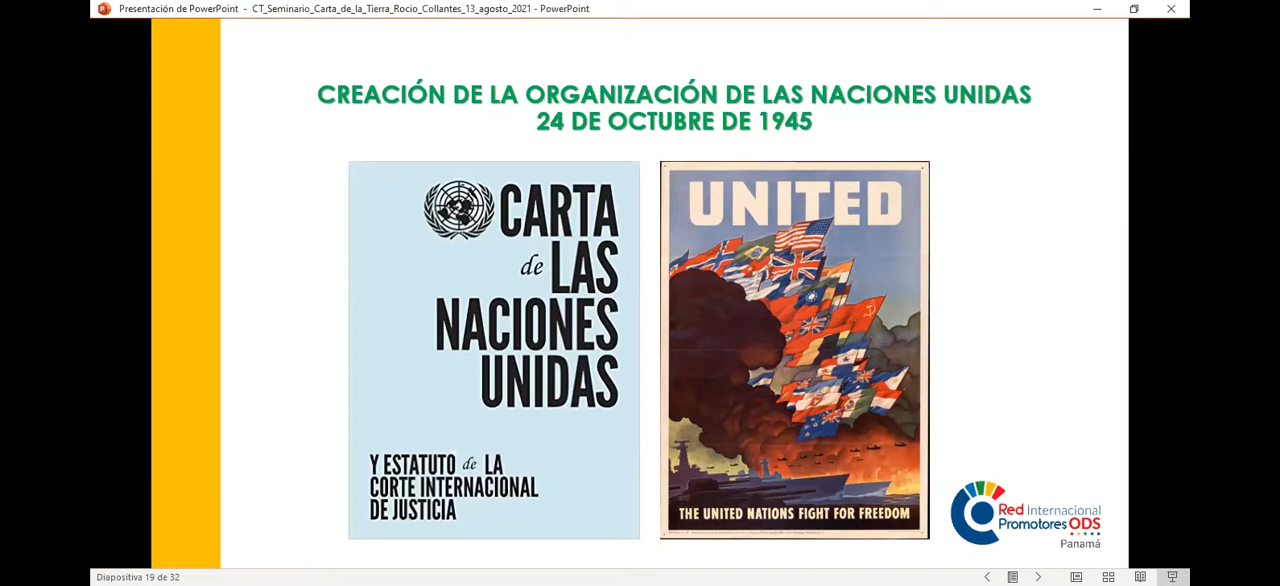 Presentación de PowerPoint - CT_Seminario_Carta_de_la_Tierra_Rocio_Collantes_13_agosto_2021 - PowerPoint
CREACIÓN DE LA ORGANIZACIÓN DE LAS NACIONES UNIDAS
24 DE OCTUBRE DE 1945
CARTA
de LAS
NACIONES
UNIDAS
Y ESTATUTO de LA
CORTE INTERNACIONAL
DE JUSTICIA
UNITED
THE UNITED NATIONS FIGHT FOR FREEDOM
Red Internacional
Promotores ODS
Panamá
Diapositiva 19 de 32